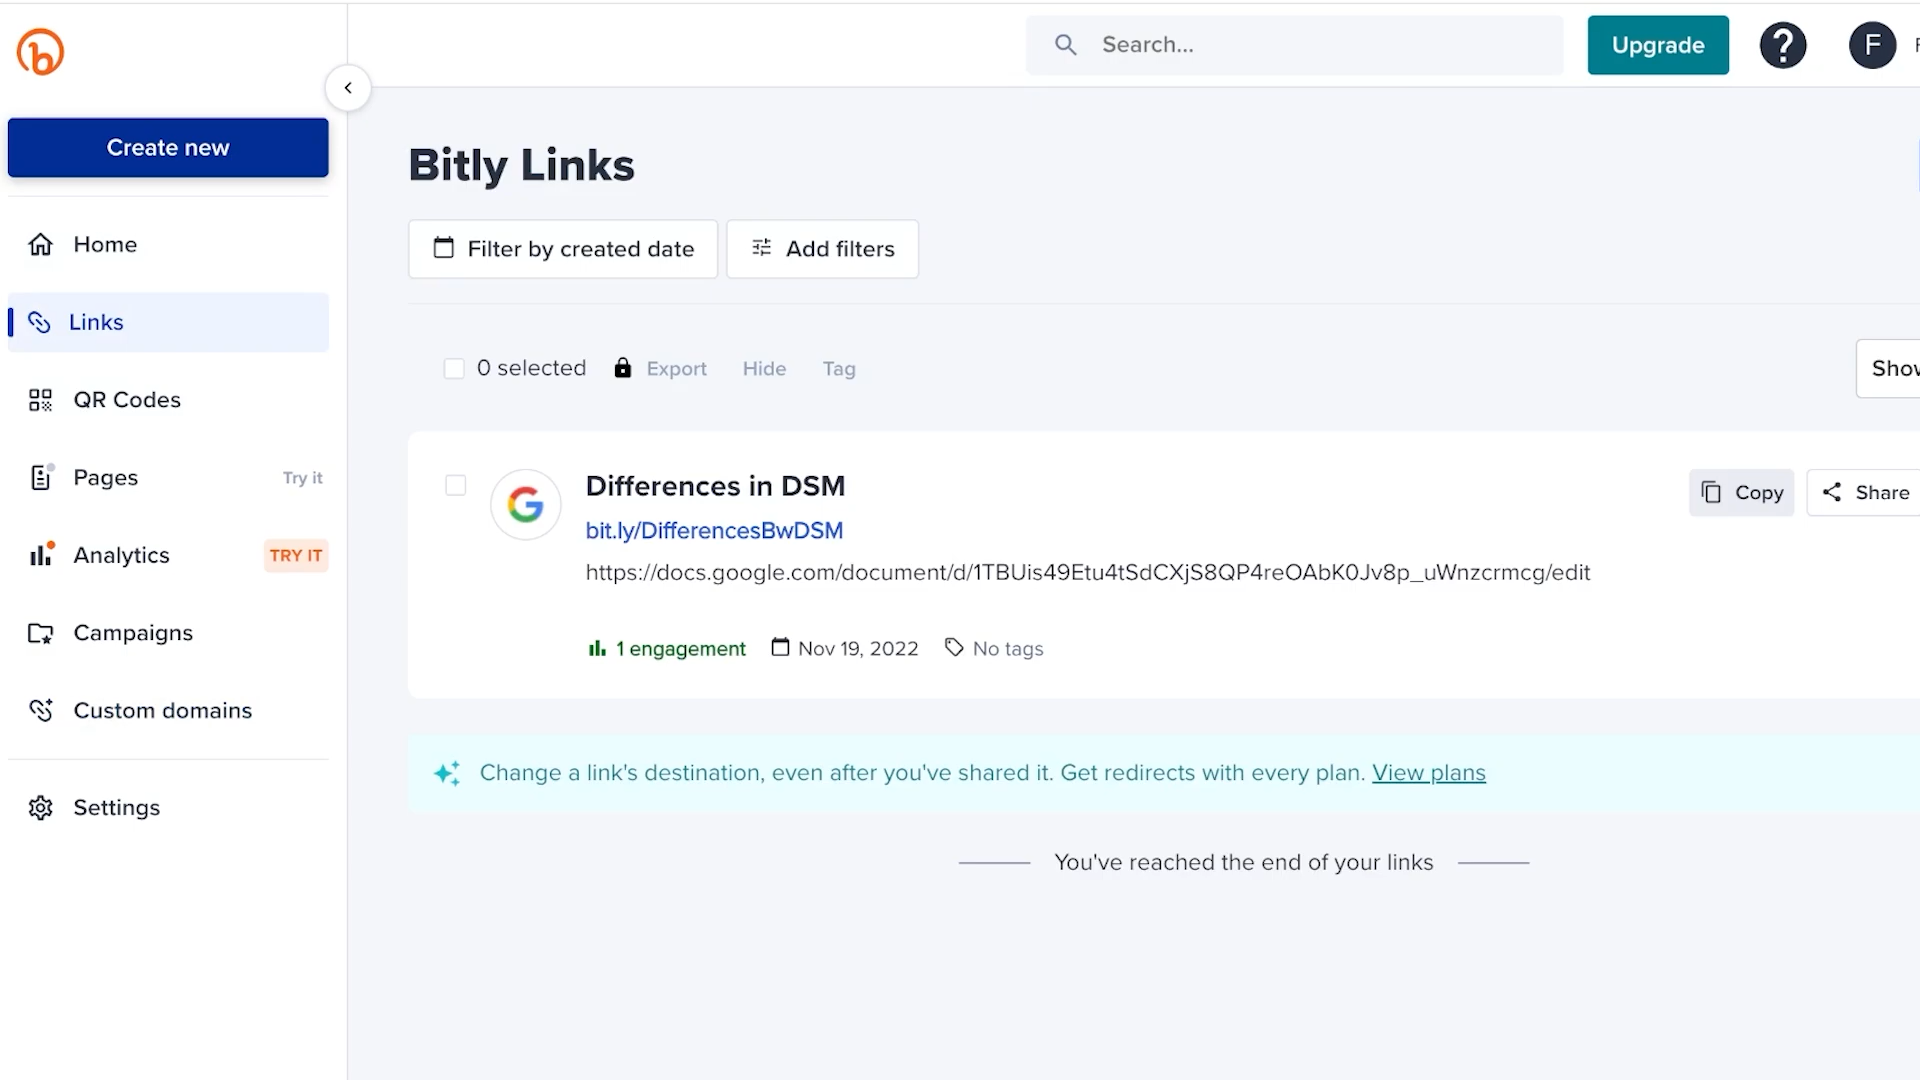 b
Search...
Upgrade
?
F
Create new
Bitly Links
Filter by created date
Add filters
Home
Links
QR Codes
Pages
Try it
Analytics
TRY IT
Campaigns
Custom domains
Settings
0 selected
Export
Hide
Tag
Show
Differences in DSM
Copy
Share
bit.ly/DifferencesBwDSM
https://docs.google.com/document/d/1TBUis49Etu4tSdCXjS8QP4reOAbK0Jv8p_uWnzcrmcg/edit
1 engagement
Nov 19, 2022
No tags
Change a link's destination, even after you've shared it. Get redirects with every plan. View plans
You've reached the end of your links